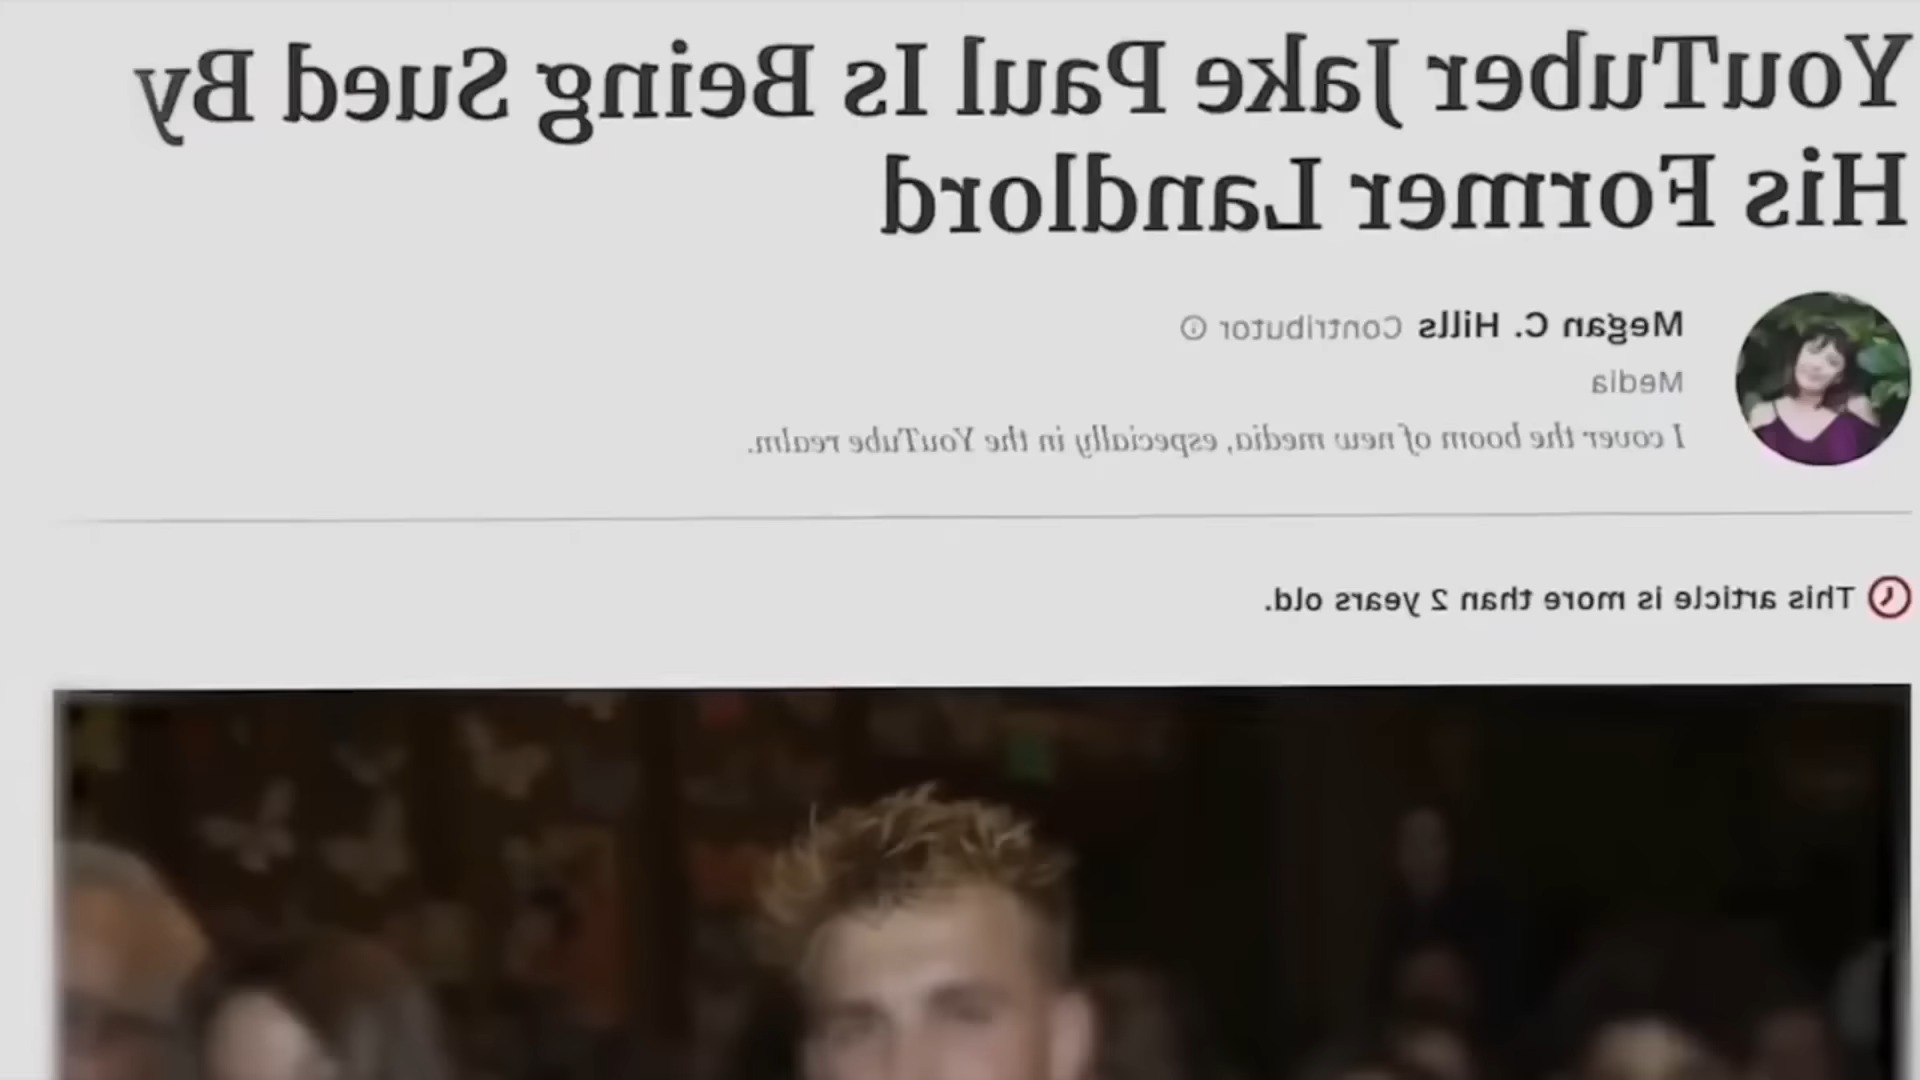 YouTuber Jake Paul Is Being Sued By
His Former Landlord
Megan C. Hills Contributor
Media
I cover the boom of new media, especially in the YouTube realm.
This article is more than 2 years old.